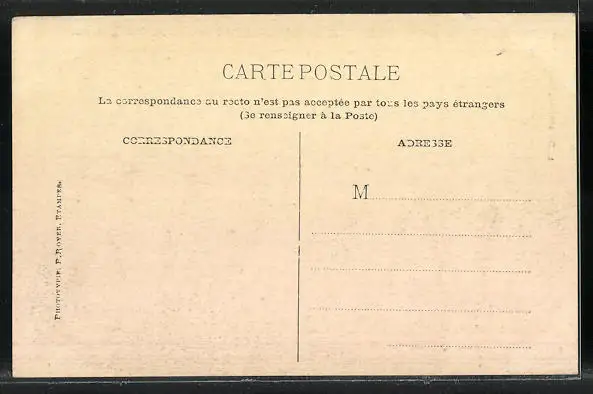 CARTE POSTALE
La correspondance au recto n'est pas acceptée par tous les pays étrangers
(Se renseigner à la Poste)
CORRESPONDANCE
ADRESSE
M
PHOTOTYPIE P. ROYER, ETAMPES.